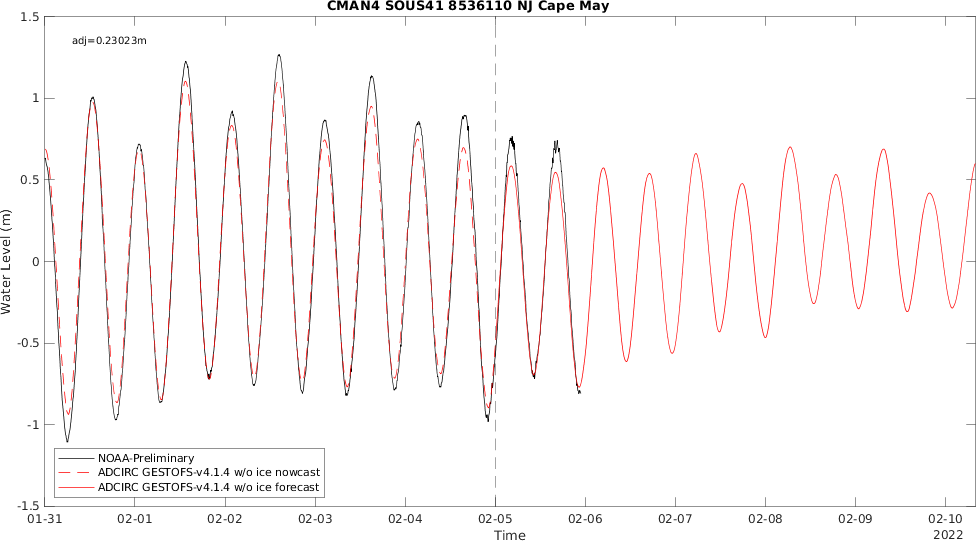 CMAN4 SOUS41 8536110 NJ Cape May
adj=0.23023m
1.5
1
0.5
0
-0.5
-1
-1.5
Water Level (m)
NOAA-Preliminary
ADCIRC GESTOFS-v4.1.4 w/o ice nowcast
ADCIRC GESTOFS-v4.1.4 w/o ice forecast
01-31 02-01 02-02 02-03 02-04 02-05 02-06 02-07 02-08 02-09 02-10
Time
2022